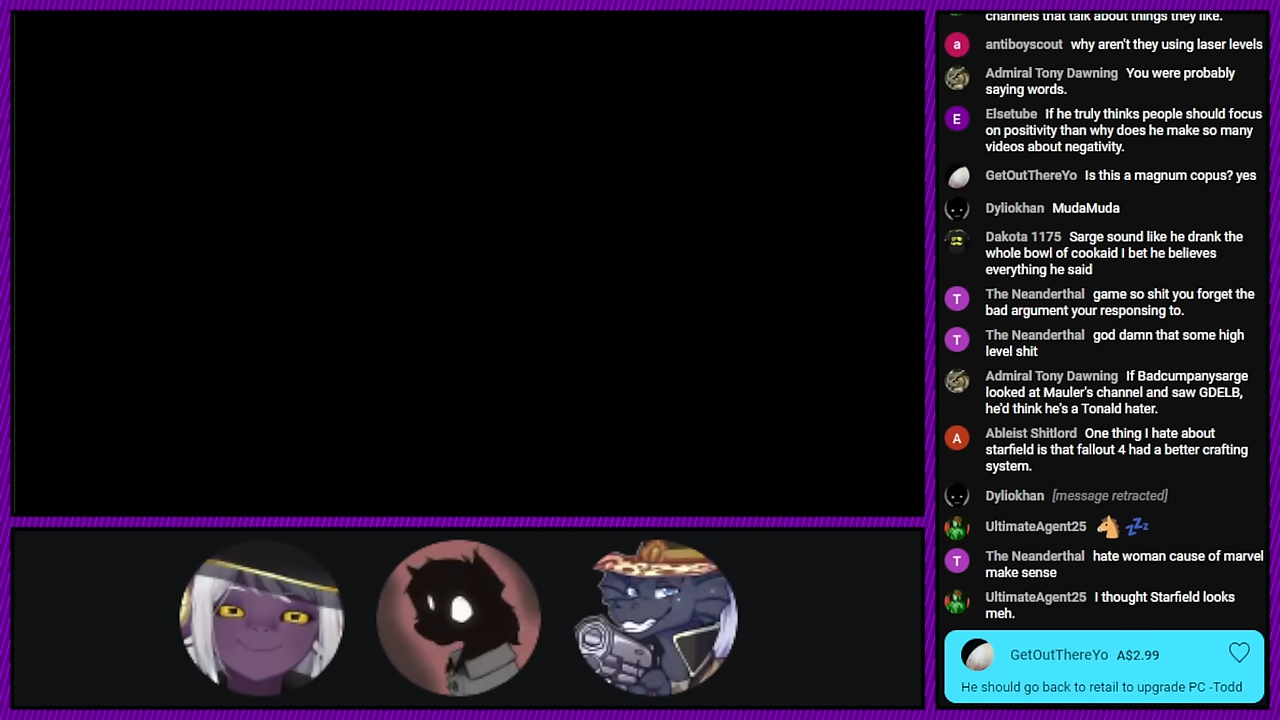 channels that talk about things they like.
antiboyscout why aren't they using laser levels
Admiral Tony Dawning You were probably
saying words.
E
Elsetube If he truly thinks people should focus
on positivity than why does he make so many
videos about negativity.
GetOutThereYo Is this a magnum copus? yes
Dyliokhan MudaMuda
Dakota 1175 Sarge sound like he drank the
whole bowl of cookaid I bet he believes
everything he said
T
The Neanderthal game so shit you forget the
bad argument your responsing to.
T
The Neanderthal god damn that some high
level shit
Admiral Tony Dawning If Badcumpanysarge
looked at Mauler's channel and saw GDELB,
he'd think he's a Tonald hater.
A
Ableist Shitlord One thing I hate about
starfield is that fallout 4 had a better crafting
system.
Dyliokhan [message retracted]
UltimateAgent25 🐴 💤
T
The Neanderthal hate woman cause of marvel
make sense
UltimateAgent25 I thought Starfield looks
meh.
GetOutThereYo A$2.99
He should go back to retail to upgrade PC -Todd